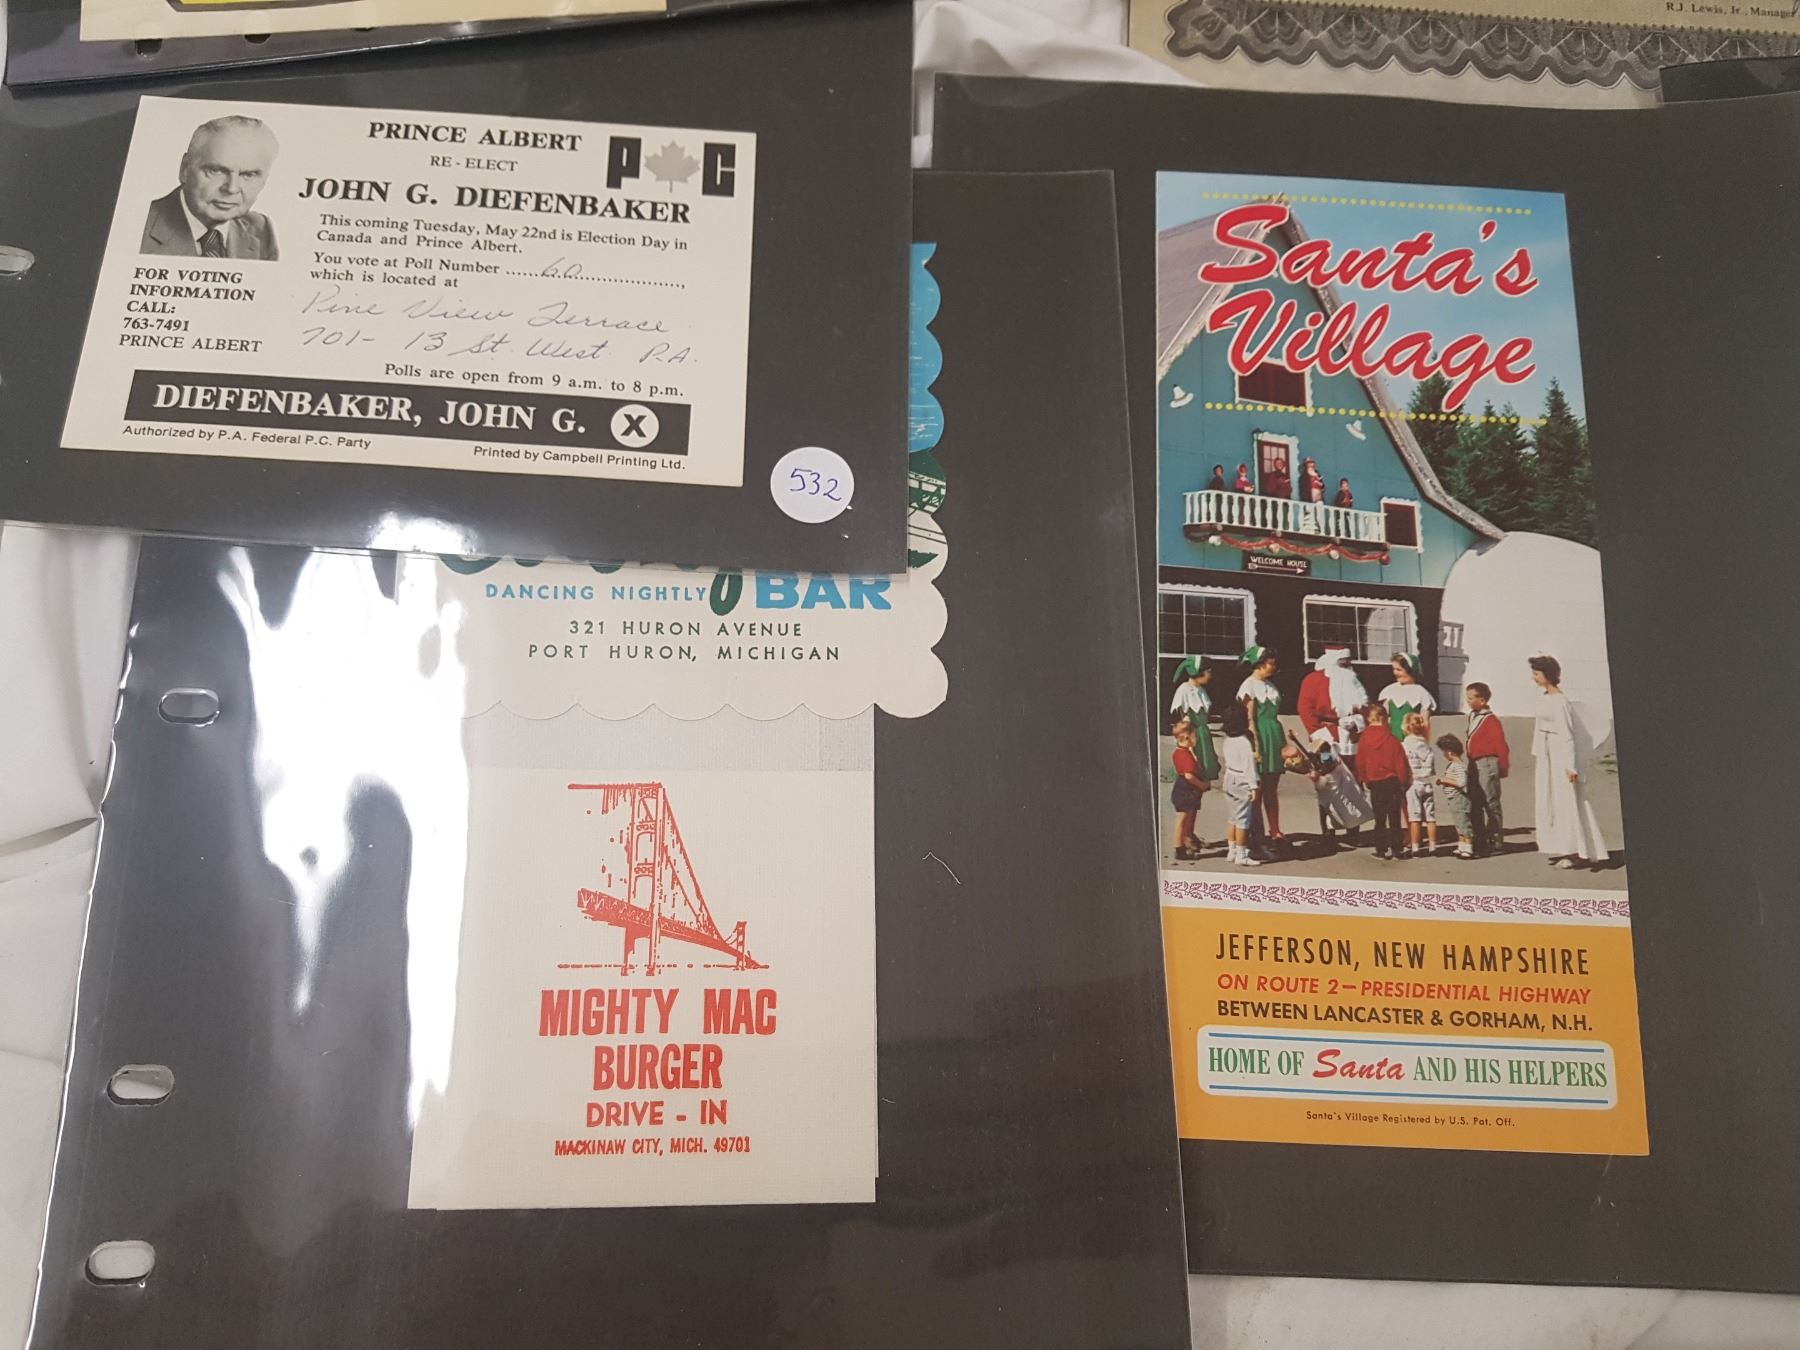 R.J. Lewis, Jr., Manager
PRINCE ALBERT
P C
RE - ELECT
JOHN G. DIEFENBAKER
This coming Tuesday, May 22nd is Election Day in
Canada and Prince Albert.
You vote at Poll Number ......60....................,
which is located at
Pine View Terrace
701- 13 St. West P.A.
FOR VOTING
INFORMATION
CALL:
763-7491
PRINCE ALBERT
Polls are open from 9 a.m. to 8 p.m.
DIEFENBAKER, JOHN G. X
Authorized by P.A. Federal P.C. Party
Printed by Campbell Printing Ltd.
532
DANCING NIGHTLY BAR
321 HURON AVENUE
PORT HURON, MICHIGAN
MIGHTY MAC
BURGER
DRIVE - IN
MACKINAW CITY, MICH. 49701
Santa's
Village
WELCOME HOUSE
JEFFERSON, NEW HAMPSHIRE
ON ROUTE 2—PRESIDENTIAL HIGHWAY
BETWEEN LANCASTER & GORHAM, N.H.
HOME OF Santa AND HIS HELPERS
Santa's Village Registered by U.S. Pat. Off.